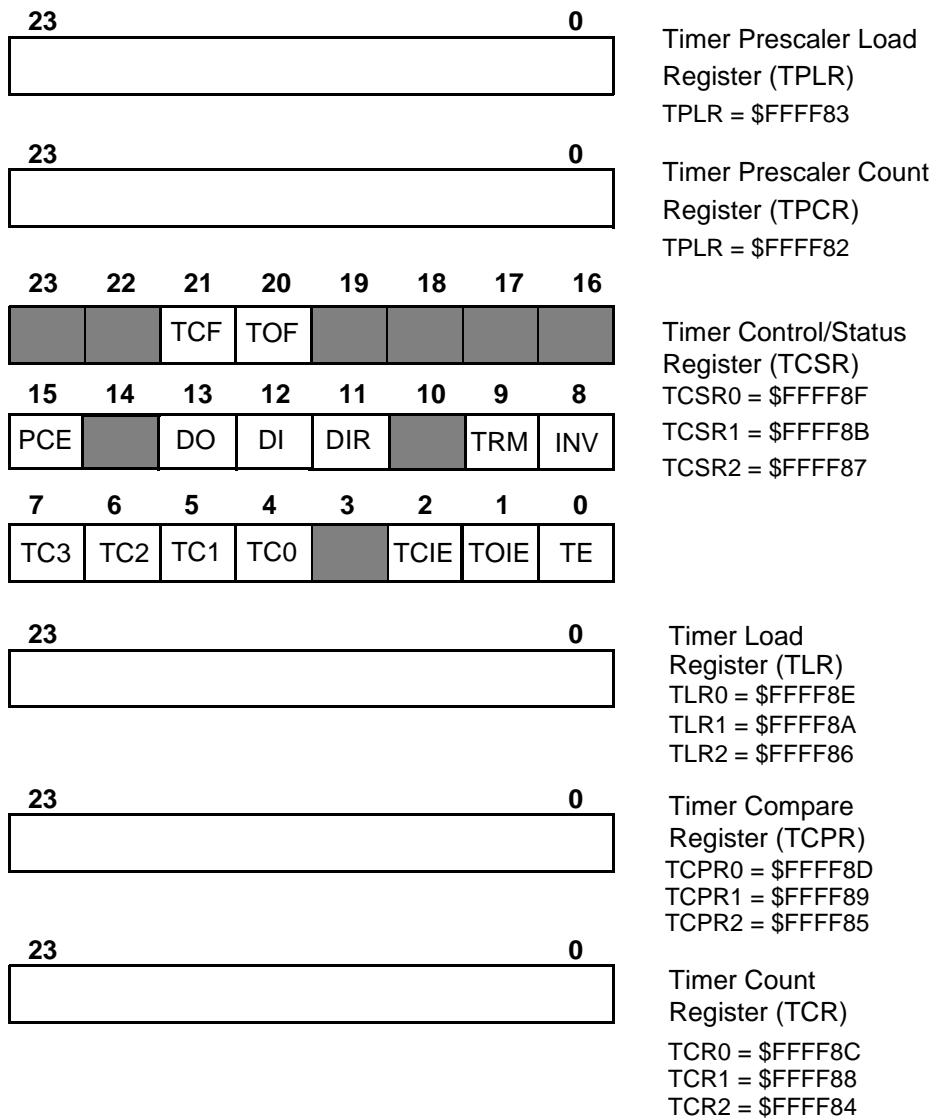 23 0
Timer Prescaler Load
Register (TPLR)
TPLR = $FFFF83
23 0
Timer Prescaler Count
Register (TPCR)
TPLR = $FFFF82
23 22 21 20 19 18 17 16
TCF TOF
Timer Control/Status
Register (TCSR)
TCSR0 = $FFFF8F
TCSR1 = $FFFF8B
TCSR2 = $FFFF87
15 14 13 12 11 10 9 8
PCE DO DI DIR TRM INV
7 6 5 4 3 2 1 0
TC3 TC2 TC1 TC0 TCIE TOIE TE
23 0
Timer Load
Register (TLR)
TLR0 = $FFFF8E
TLR1 = $FFFF8A
TLR2 = $FFFF86
23 0
Timer Compare
Register (TCPR)
TCPR0 = $FFFF8D
TCPR1 = $FFFF89
TCPR2 = $FFFF85
23 0
Timer Count
Register (TCR)
TCR0 = $FFFF8C
TCR1 = $FFFF88
TCR2 = $FFFF84